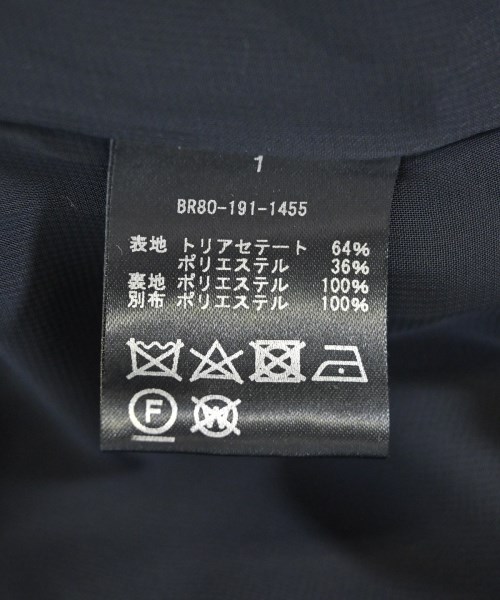 1
BR80-191-1455
表地 トリアセテート 64%
ポリエステル 36%
裏地 ポリエステル 100%
別布 ポリエステル 100%
F W